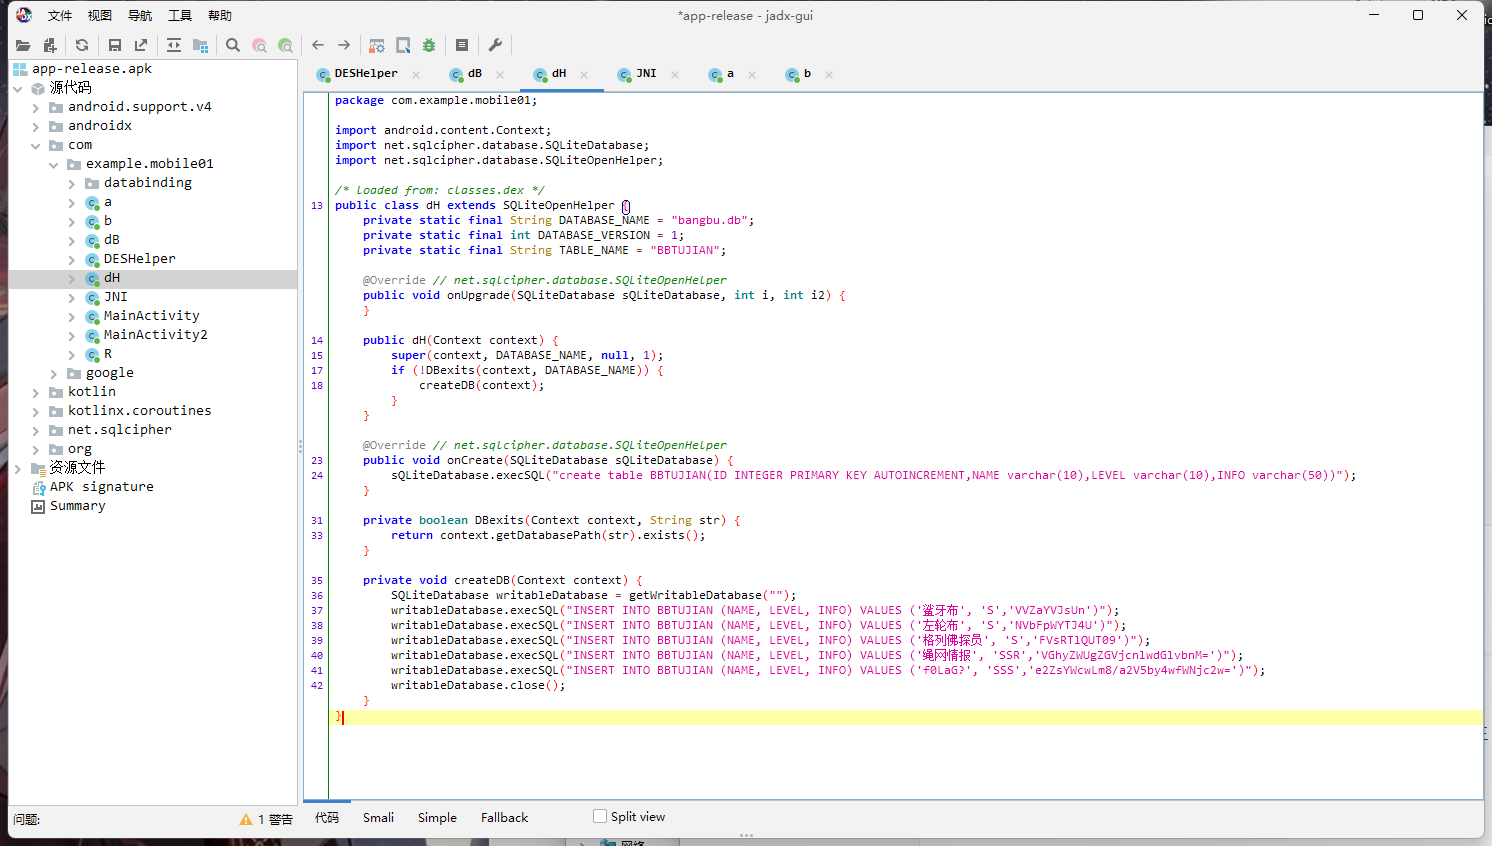 文件 视图 导航 工具 帮助
*app-release - jadx-gui
app-release.apk
源代码
android.support.v4
androidx
com
example.mobile01
databinding
a
b
dB
DESHelper
dH
JNI
MainActivity
MainActivity2
R
google
kotlin
kotlinx.coroutines
net.sqlcipher
org
资源文件
APK signature
Summary
问题:
1 警告
DESHelper dB dH JNI a b
package com.example.mobile01;
import android.content.Context;
import net.sqlcipher.database.SQLiteDatabase;
import net.sqlcipher.database.SQLiteOpenHelper;
/* loaded from: classes.dex */
13 public class dH extends SQLiteOpenHelper {
private static final String DATABASE_NAME = "bangbu.db";
private static final int DATABASE_VERSION = 1;
private static final String TABLE_NAME = "BBTUJIAN";
@Override // net.sqlcipher.database.SQLiteOpenHelper
public void onUpgrade(SQLiteDatabase sQLiteDatabase, int i, int i2) {
}
14 public dH(Context context) {
15 super(context, DATABASE_NAME, null, 1);
17 if (!DBexits(context, DATABASE_NAME)) {
18 createDB(context);
}
}
@Override // net.sqlcipher.database.SQLiteOpenHelper
23 public void onCreate(SQLiteDatabase sQLiteDatabase) {
24 sQLiteDatabase.execSQL("create table BBTUJIAN(ID INTEGER PRIMARY KEY AUTOINCREMENT,NAME varchar(10),LEVEL varchar(10),INFO varchar(50))");
}
31 private boolean DBexits(Context context, String str) {
33 return context.getDatabasePath(str).exists();
}
35 private void createDB(Context context) {
36 SQLiteDatabase writableDatabase = getWritableDatabase("");
37 writableDatabase.execSQL("INSERT INTO BBTUJIAN (NAME, LEVEL, INFO) VALUES ('鲨牙布', 'S','VVZaYVJsUn')");
38 writableDatabase.execSQL("INSERT INTO BBTUJIAN (NAME, LEVEL, INFO) VALUES ('左轮布', 'S','NVbFpWYTJ4U')");
39 writableDatabase.execSQL("INSERT INTO BBTUJIAN (NAME, LEVEL, INFO) VALUES ('格列佛探员', 'S','FVsRTlQUT09')");
40 writableDatabase.execSQL("INSERT INTO BBTUJIAN (NAME, LEVEL, INFO) VALUES ('绳网情报', 'SSR','VGhyZWUgZGVjcnlwdGlvbnM=')");
41 writableDatabase.execSQL("INSERT INTO BBTUJIAN (NAME, LEVEL, INFO) VALUES ('f0LaG?', 'SSS','e2ZsYWcwLm8/a2V5by4wfWNjc2w=')");
42 writableDatabase.close();
}
}
代码 Smali Simple Fallback Split view